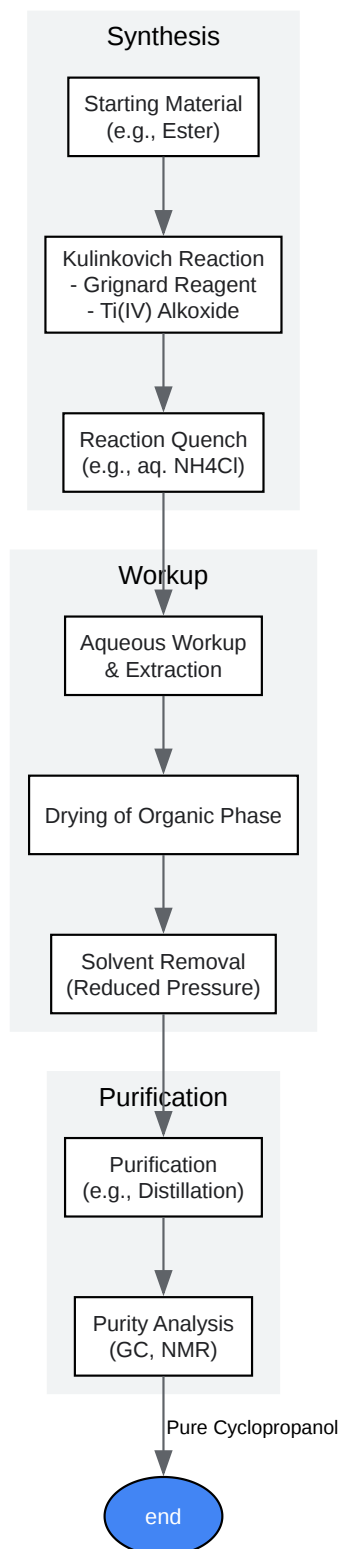 Synthesis
Starting Material
(e.g., Ester)
Kulinkovich Reaction
- Grignard Reagent
- Ti(IV) Alkoxide
Reaction Quench
(e.g., aq. NH4Cl)
Workup
Aqueous Workup
& Extraction
Drying of Organic Phase
Solvent Removal
(Reduced Pressure)
Purification
Purification
(e.g., Distillation)
Purity Analysis
(GC, NMR)
Pure Cyclopropanol
end